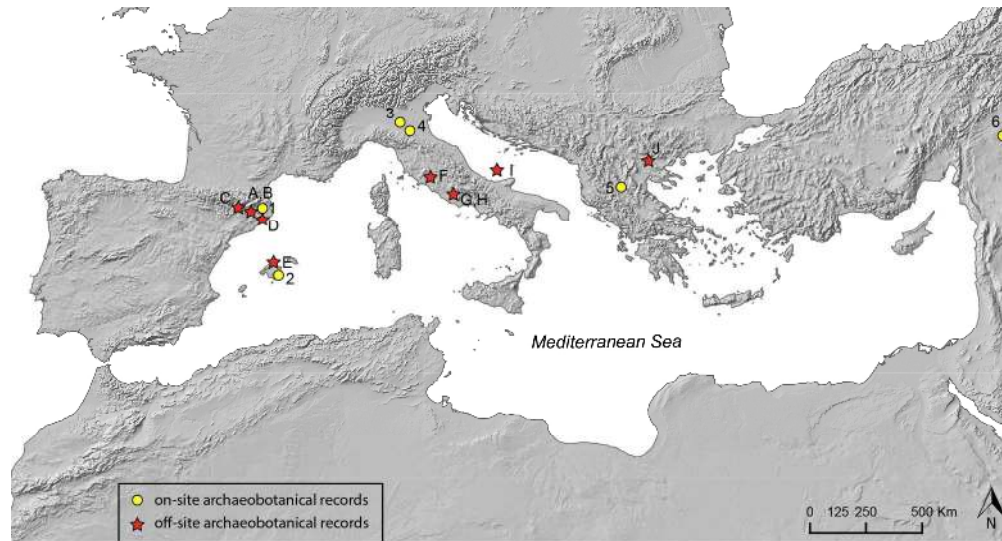 3
4
6
J
F
I
5
A,B
C
1
G,H
D
E
2
Mediterranean Sea
on-site archaeobotanical records
off-site archaeobotanical records
0 125 250 500 Km
N